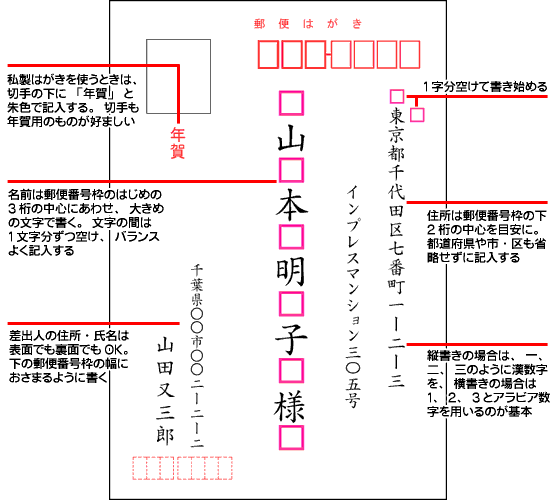 郵便はがき
私製はがきを使うときは、
切手の下に「年賀」と
朱色で記入する。切手も
年賀用のものが好ましい
年賀
1字分空けて書き始める
東京都千代田区七番町一ー二ー三
インプレスマンション三〇五号
山本明子様
名前は郵便番号枠のはじめの
3桁の中心にあわせ、大きめ
の文字で書く。文字の間は
1文字分ずつ空け、バランス
よく記入する
住所は郵便番号枠の下
2桁の中心を目安に。
都道府県や市・区も省
略せずに記入する
千葉県〇〇市〇〇二ー二ー二
山田又三郎
差出人の住所・氏名は
表面でも裏面でもOK。
下の郵便番号枠の幅に
おさまるように書く
縦書きの場合は、一、
二、三のように漢数字
を、横書きの場合は
1、2、3とアラビア数
字を用いるのが基本